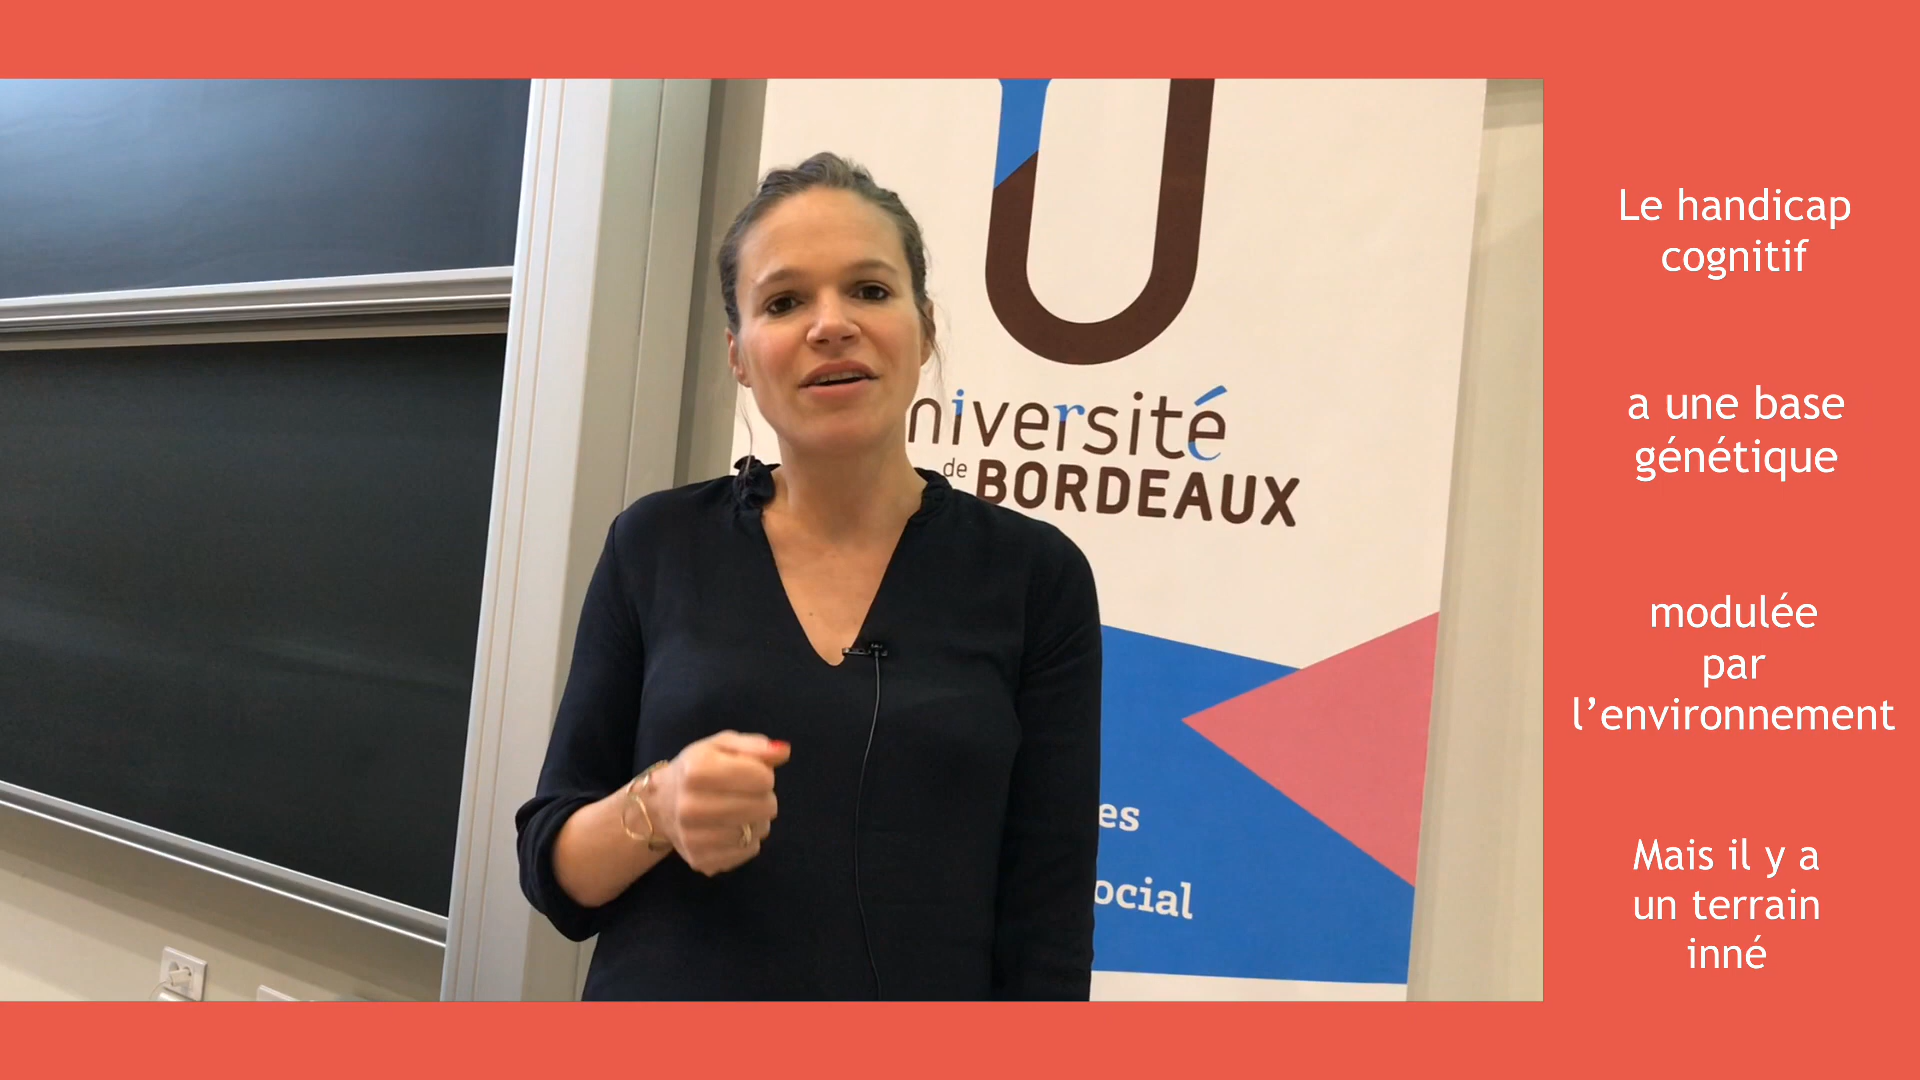 niversité
de BORDEAUX
es
ocial
Le handicap
cognitif
a une base
génétique
modulée
par
l’environnement
Mais il y a
un terrain
inné